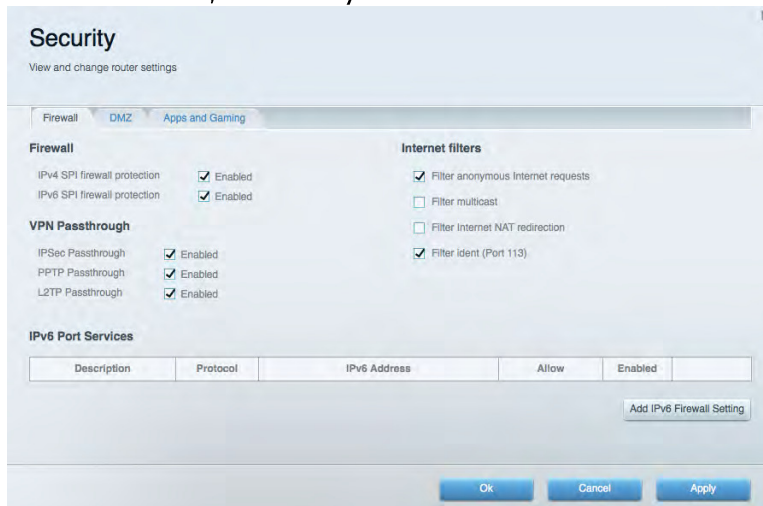 Security
View and change router settings
Firewall DMZ Apps and Gaming
Firewall
IPv4 SPI firewall protection Enabled
IPv6 SPI firewall protection Enabled
VPN Passthrough
IPSec Passthrough Enabled
PPTP Passthrough Enabled
L2TP Passthrough Enabled
Internet filters
Filter anonymous Internet requests
Filter multicast
Filter Internet NAT redirection
Filter ident (Port 113)
IPv6 Port Services
Description Protocol IPv6 Address Allow Enabled
Add IPv6 Firewall Setting
Ok Cancel Apply